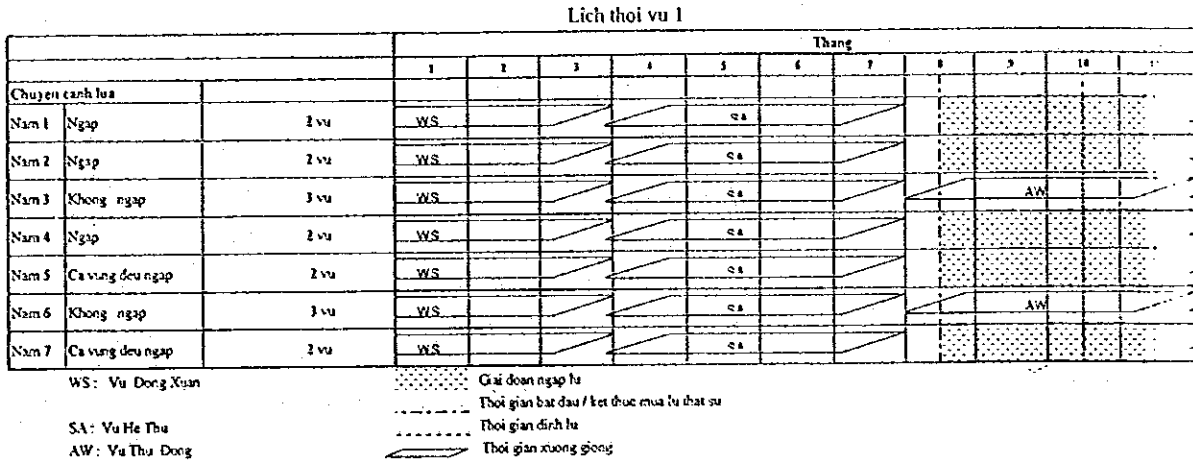 Lich thoi vu 1
Thang
1 2 3 4 5 6 7 8 9 10
Chuyen canh lua
Nam 1 Ngap 2 vu WS SA
Nam 2 Ngap 2 vu WS SA
Nam 3 Khong ngap 3 vu WS SA AW
Nam 4 Ngap 2 vu WS SA
Nam 5 Ca vung deu ngap 2 vu WS SA
Nam 6 Khong ngap 3 vu WS SA AW
Nam 7 Ca vung deu ngap 2 vu WS SA
WS : Vu Dong Xuan
Giai doan ngap lu
Thoi gian bat dau / ket thuc mua lu that su
SA : Vu He Thu
Thoi gian dinh lu
AW : Vu Thu Dong
Thoi gian xuong giong